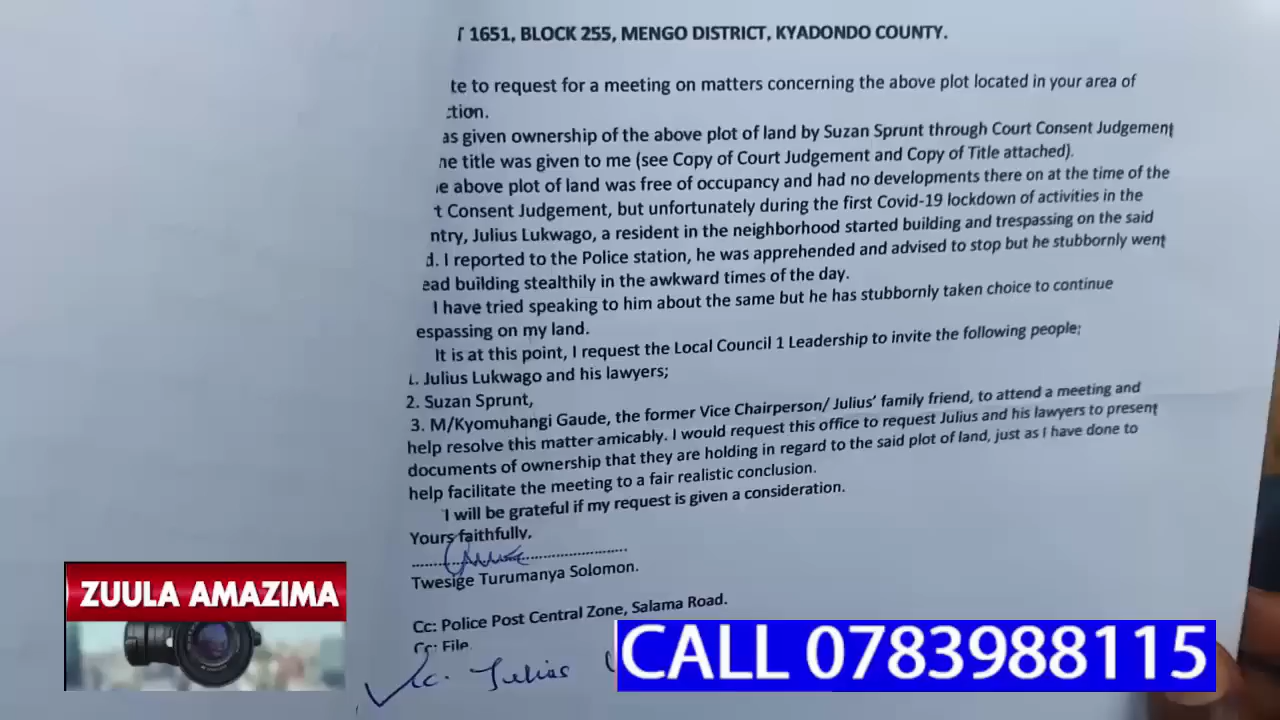 1651, BLOCK 255, MENGO DISTRICT, KYADONDO COUNTY.
te to request for a meeting on matters concerning the above plot located in your area of
ction.
as given ownership of the above plot of land by Suzan Sprunt through Court Consent Judgement
ne title was given to me (see Copy of Court Judgement and Copy of Title attached).
e above plot of land was free of occupancy and had no developments there on at the time of the
t Consent Judgement, but unfortunately during the first Covid-19 lockdown of activities in the
ntry, Julius Lukwago, a resident in the neighborhood started building and trespassing on the said
d. I reported to the Police station, he was apprehended and advised to stop but he stubbornly went
ead building stealthily in the awkward times of the day.
I have tried speaking to him about the same but he has stubbornly taken choice to continue
espassing on my land.
It is at this point, I request the Local Council 1 Leadership to invite the following people;
1. Julius Lukwago and his lawyers;
2. Suzan Sprunt,
3. M/Kyomuhangi Gaude, the former Vice Chairperson/ Julius' family friend, to attend a meeting and
help resolve this matter amicably. I would request this office to request Julius and his lawyers to present
documents of ownership that they are holding in regard to the said plot of land, just as I have done to
help facilitate the meeting to a fair realistic conclusion.
I will be grateful if my request is given a consideration.
Yours faithfully,
Twesige Turumanya Solomon.
Cc: Police Post Central Zone, Salama Road.
Cc: File
cc. Julius
ZUULA AMAZIMA
CALL 0783988115